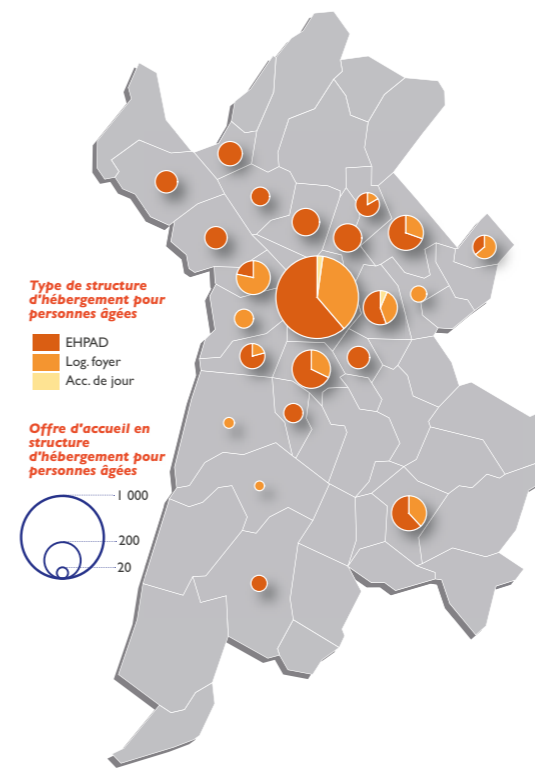 Type de structure
d'hébergement pour
personnes âgées
EHPAD
Log. foyer
Acc. de jour
Offre d'accueil en
structure
d'hébergement pour
personnes âgées
1 000
200
20